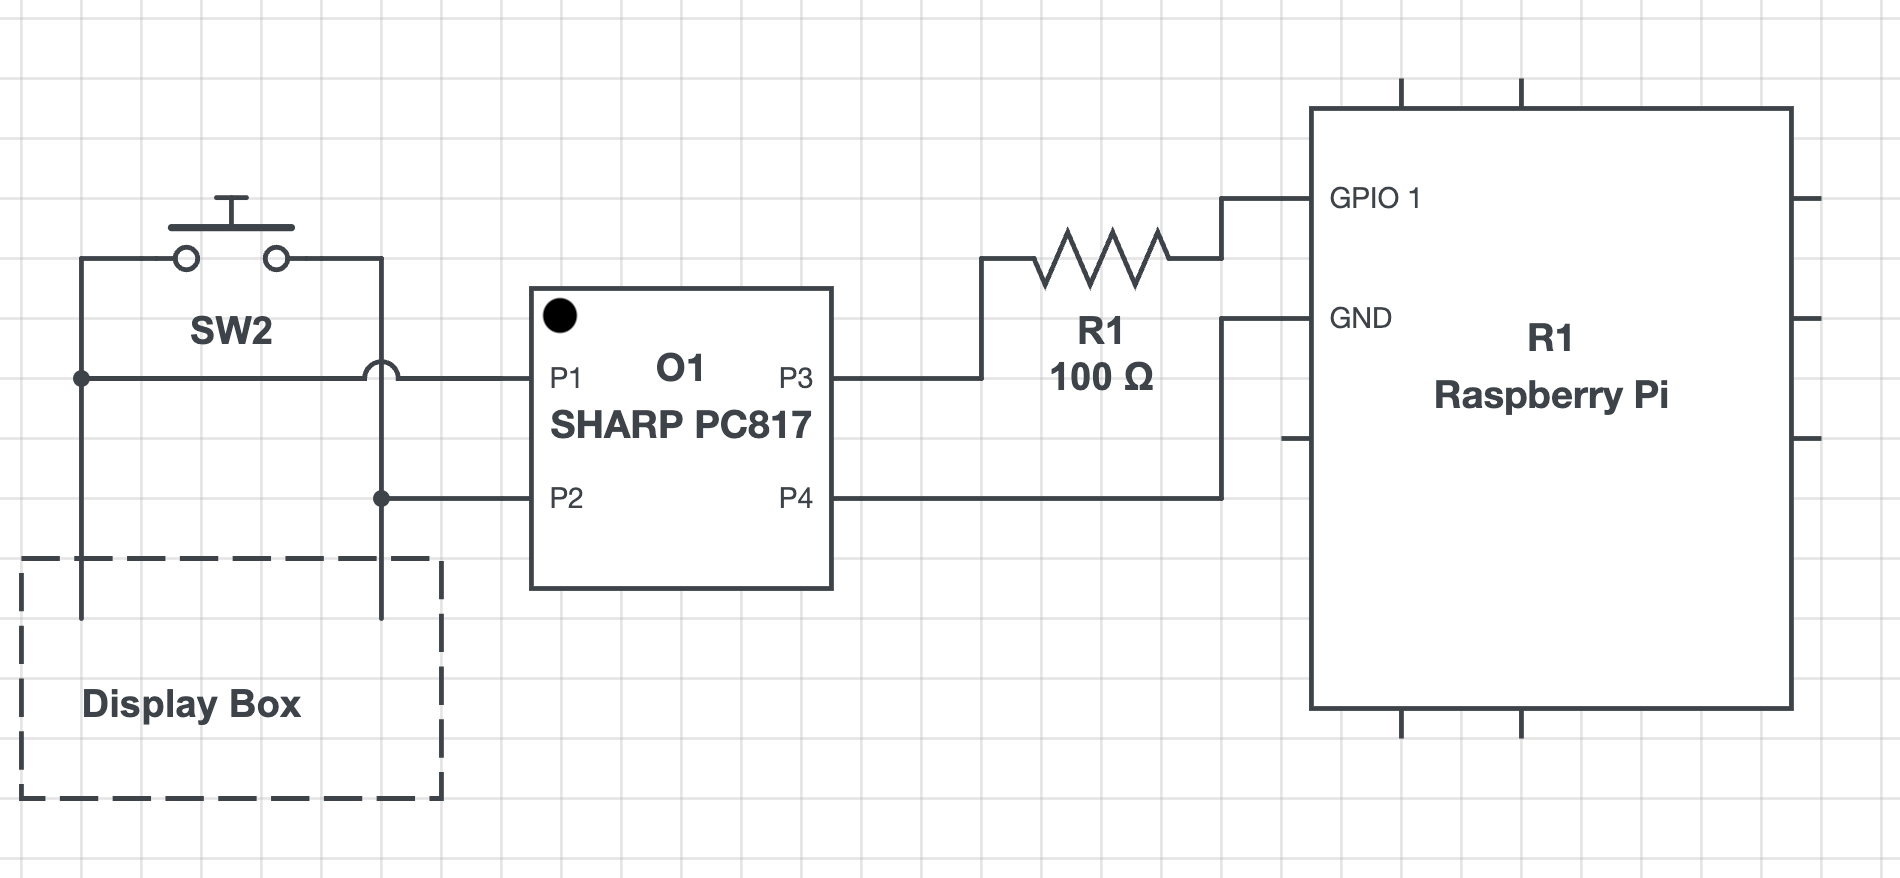 SW2
P1
O1
P3
SHARP PC817
P2
P4
R1
100 Ω
GPIO 1
GND
R1
Raspberry Pi
Display Box